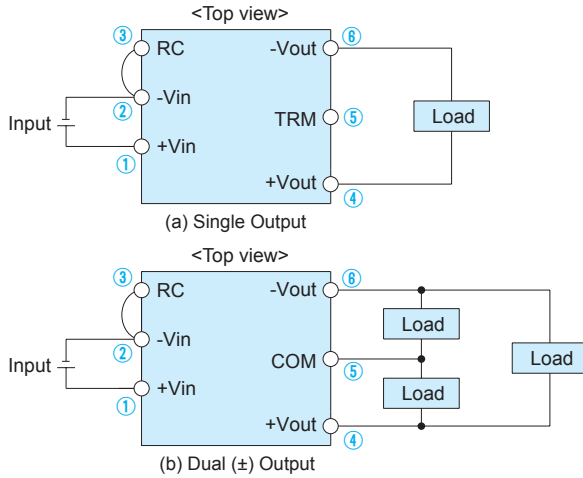 <Top view>
③ RC -Vout ⑥
② -Vin
TRM ⑤ Load
Input
① +Vin
+Vout ④
(a) Single Output
<Top view>
③ RC -Vout ⑥
Load
② -Vin
COM ⑤ Load
Input
① +Vin Load
+Vout ④
(b) Dual (±) Output